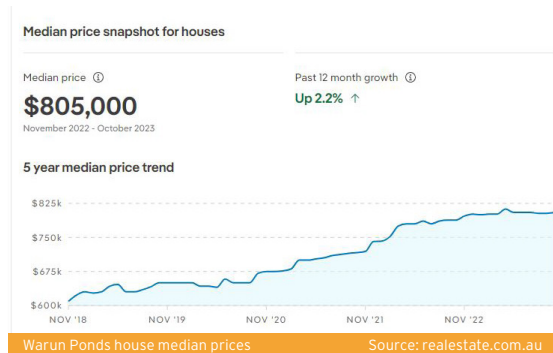 Median price snapshot for houses
Median price
Past 12 month growth
$805,000
Up 2.2% ↑
November 2022 - October 2023
5 year median price trend
$825k
$750k
$675k
$600k
NOV '18 NOV '19 NOV '20 NOV '21 NOV '22
Warun Ponds house median prices Source: realestate.com.au